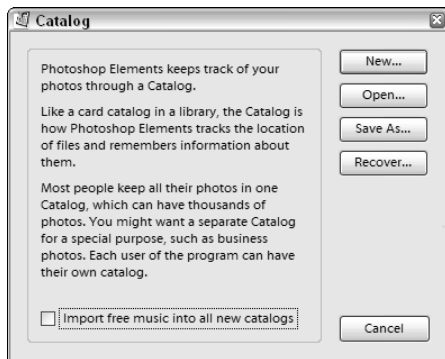 Catalog
Photoshop Elements keeps track of your
photos through a Catalog.
Like a card catalog in a library, the Catalog is
how Photoshop Elements tracks the location
of files and remembers information about
them.
Most people keep all their photos in one
Catalog, which can have thousands of
photos. You might want a separate Catalog
for a special purpose, such as business
photos. Each user of the program can have
their own catalog.
Import free music into all new catalogs
New...
Open...
Save As...
Recover...
Cancel